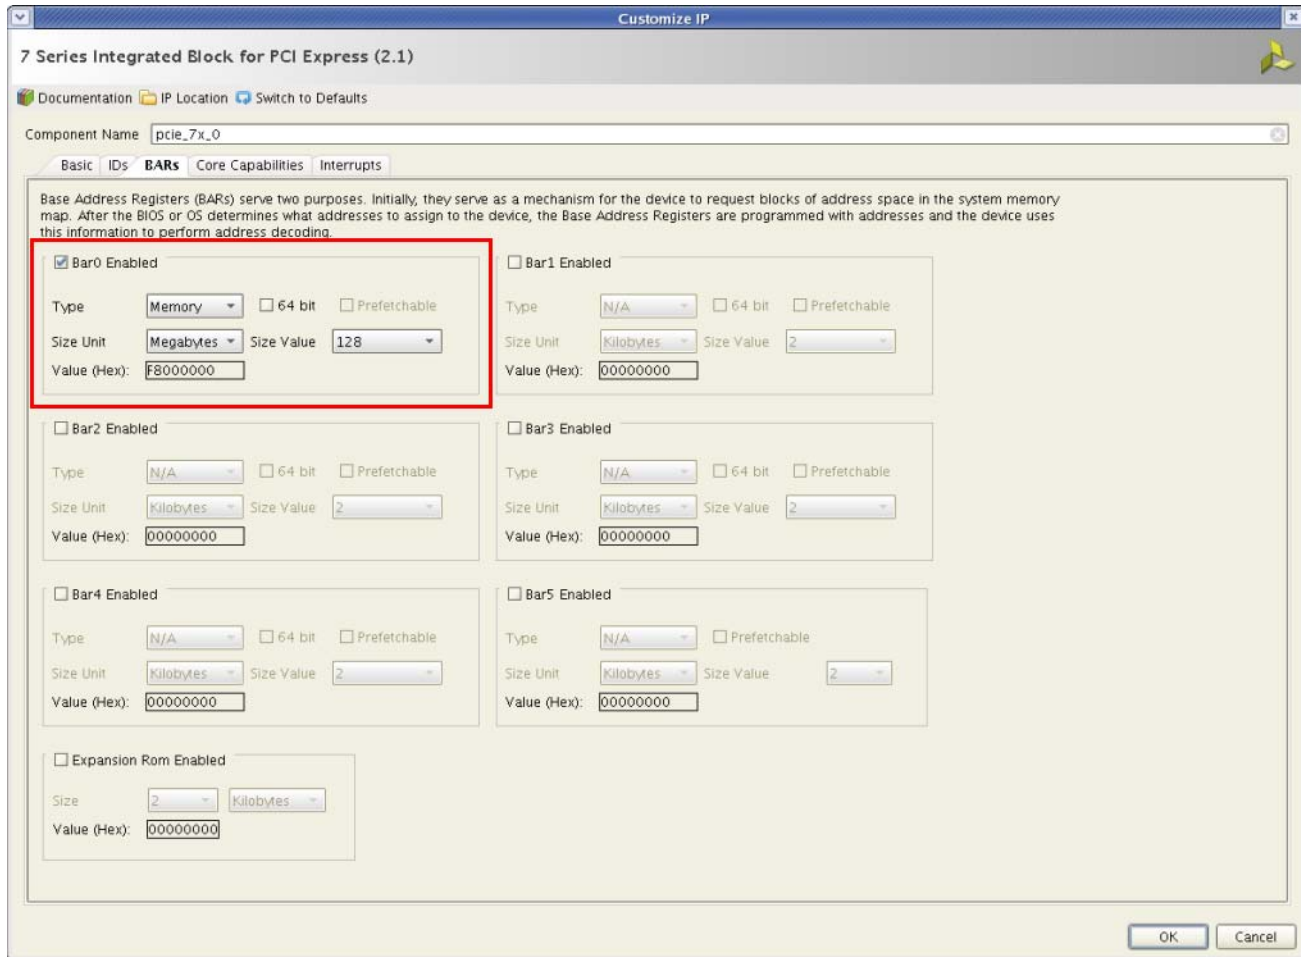 Customize IP
7 Series Integrated Block for PCI Express (2.1)
Documentation IP Location Switch to Defaults
Component Name pcie_7x_0
Basic IDs BARs Core Capabilities Interrupts
Base Address Registers (BARs) serve two purposes. Initially, they serve as a mechanism for the device to request blocks of address space in the system memory
map. After the BIOS or OS determines what addresses to assign to the device, the Base Address Registers are programmed with addresses and the device uses
this information to perform address decoding.
Bar0 Enabled
Type Memory 64 bit Prefetchable
Size Unit Megabytes Size Value 128
Value (Hex): F8000000
Bar1 Enabled
Type N/A 64 bit Prefetchable
Size Unit Kilobytes Size Value 2
Value (Hex): 00000000
Bar2 Enabled
Type N/A 64 bit Prefetchable
Size Unit Kilobytes Size Value 2
Value (Hex): 00000000
Bar3 Enabled
Type N/A 64 bit Prefetchable
Size Unit Kilobytes Size Value 2
Value (Hex): 00000000
Bar4 Enabled
Type N/A 64 bit Prefetchable
Size Unit Kilobytes Size Value 2
Value (Hex): 00000000
Bar5 Enabled
Type N/A Prefetchable
Size Unit Kilobytes Size Value 2
Value (Hex): 00000000
Expansion Rom Enabled
Size 2 Kilobytes
Value (Hex): 00000000
OK Cancel